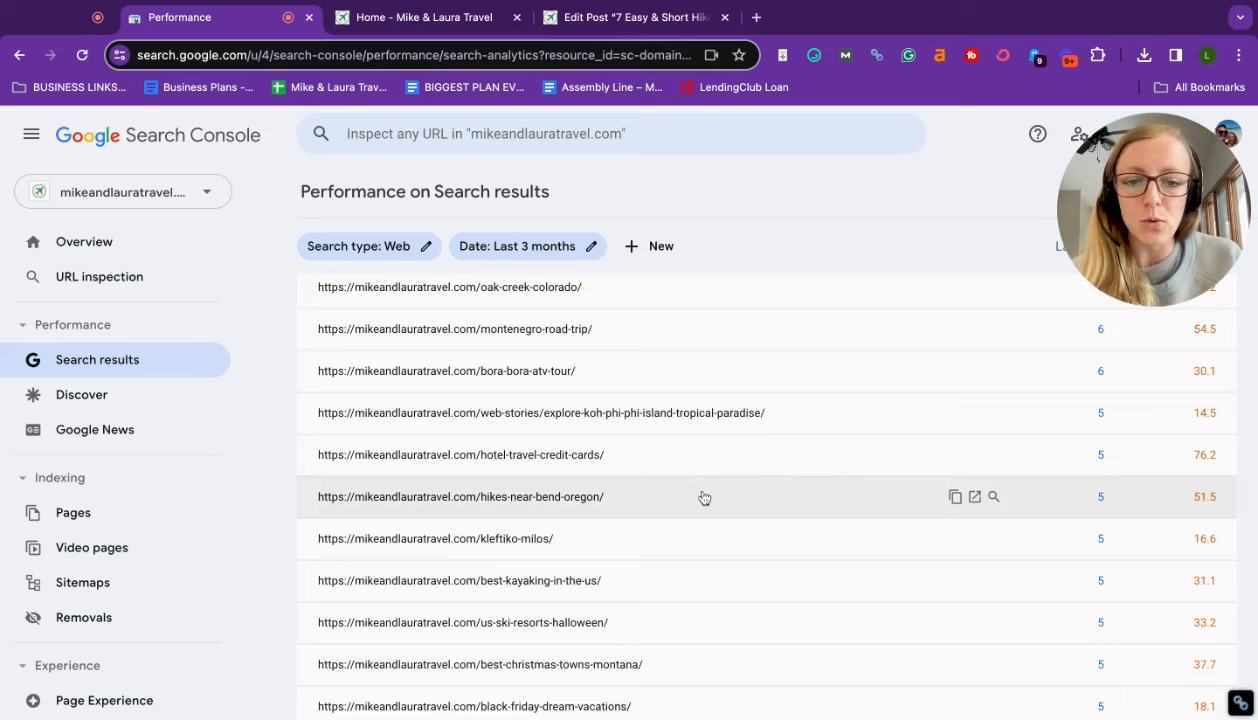 Performance
Home - Mike & Laura Travel
Edit Post "7 Easy & Short Hik
search.google.com/u/4/search-console/performance/search-analytics?resource_id=sc-domain...
9
9+
L
BUSINESS LINKS...
Business Plans -...
Mike & Laura Trav...
BIGGEST PLAN EV...
Assembly Line – M...
LendingClub Loan
All Bookmarks
Google Search Console
Inspect any URL in "mikeandlauratravel.com"
mikeandlauratravel....
Performance on Search results
Search type: Web
Date: Last 3 months
New
Overview
URL inspection
Performance
Search results
Discover
Google News
Indexing
Pages
Video pages
Sitemaps
Removals
Experience
Page Experience
https://mikeandlauratravel.com/oak-creek-colorado/
https://mikeandlauratravel.com/montenegro-road-trip/ 6 54.5
https://mikeandlauratravel.com/bora-bora-atv-tour/ 6 30.1
https://mikeandlauratravel.com/web-stories/explore-koh-phi-phi-island-tropical-paradise/ 5 14.5
https://mikeandlauratravel.com/hotel-travel-credit-cards/ 5 76.2
https://mikeandlauratravel.com/hikes-near-bend-oregon/ 5 51.5
https://mikeandlauratravel.com/kleftiko-milos/ 5 16.6
https://mikeandlauratravel.com/best-kayaking-in-the-us/ 5 31.1
https://mikeandlauratravel.com/us-ski-resorts-halloween/ 5 33.2
https://mikeandlauratravel.com/best-christmas-towns-montana/ 5 37.7
https://mikeandlauratravel.com/black-friday-dream-vacations/ 5 18.1